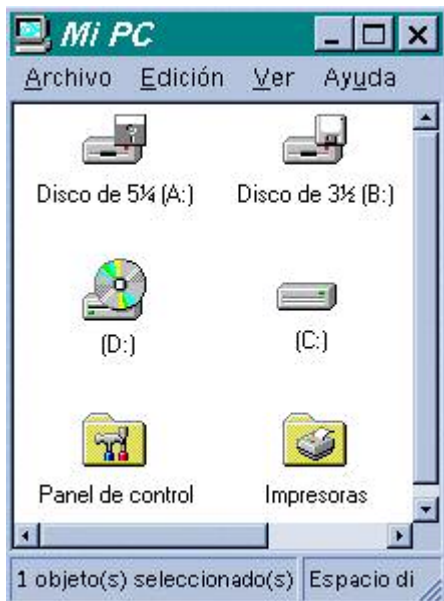 Mi PC
Archivo Edición Ver Ayuda
Disco de 5¼ (A:) Disco de 3½ (B:)
(D:) (C:)
Panel de control Impresoras
1 objeto(s) seleccionado(s) Espacio di